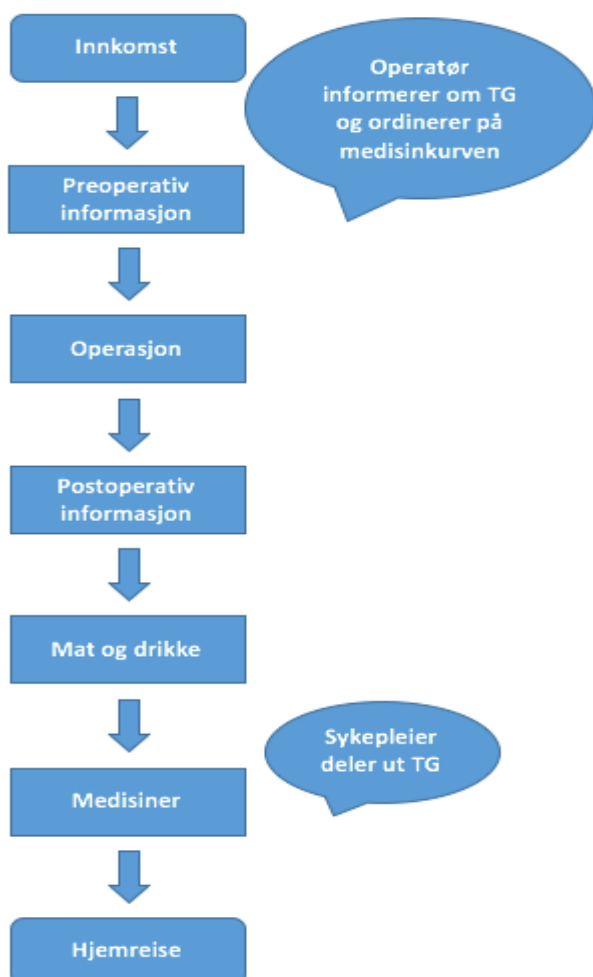 Innkomst
Operatør
informerer om TG
og ordinerer på
medisinkurven
Preoperativ
informasjon
Operasjon
Postoperativ
informasjon
Mat og drikke
Sykepleier
deler ut TG
Medisiner
Hjemreise